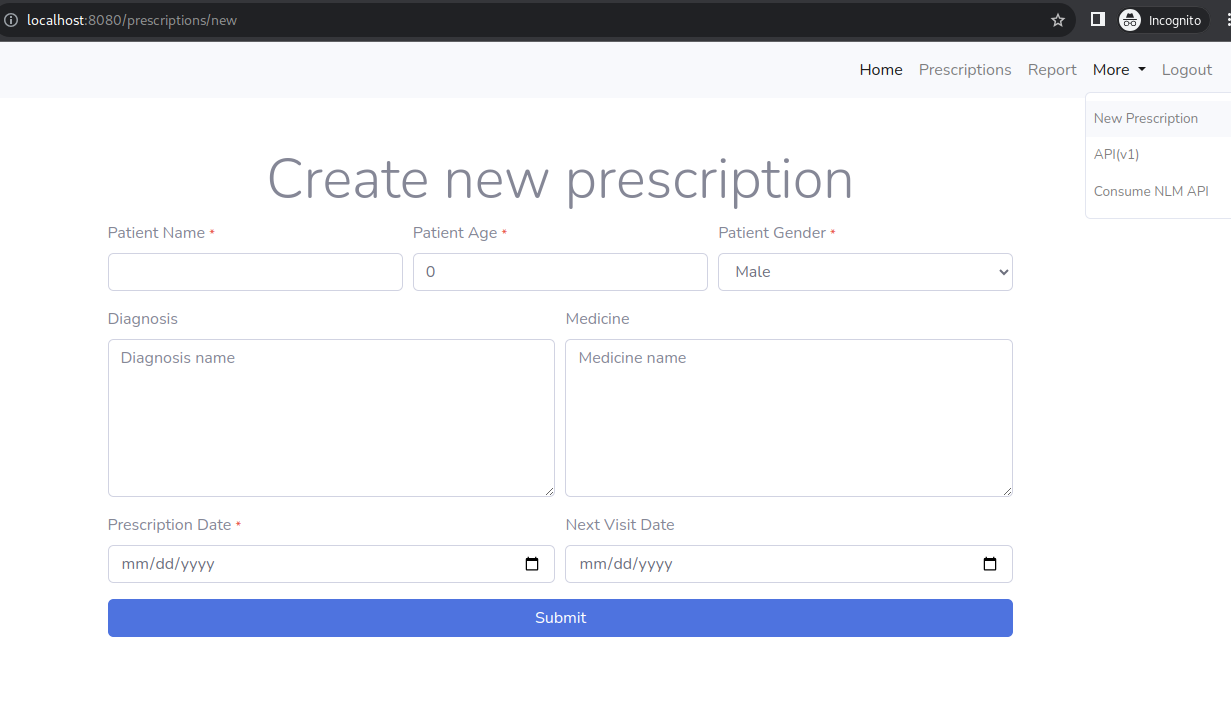 localhost:8080/prescriptions/new Incognito
Home Prescriptions Report More Logout
New Prescription
API(v1)
Consume NLM API
Create new prescription
Patient Name * Patient Age * Patient Gender *
0 Male
Diagnosis Medicine
Diagnosis name Medicine name
Prescription Date * Next Visit Date
mm/dd/yyyy mm/dd/yyyy
Submit